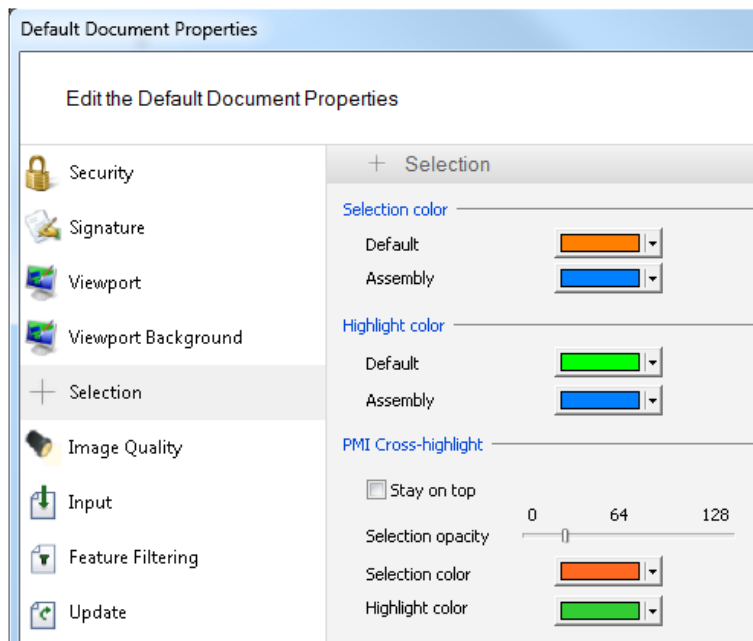 Default Document Properties
Edit the Default Document Properties
Security
Signature
Viewport
Viewport Background
Selection
Image Quality
Input
Feature Filtering
Update
Selection
Selection color
Default
Assembly
Highlight color
Default
Assembly
PMI Cross-highlight
Stay on top
0 64 128
Selection opacity
Selection color
Highlight color